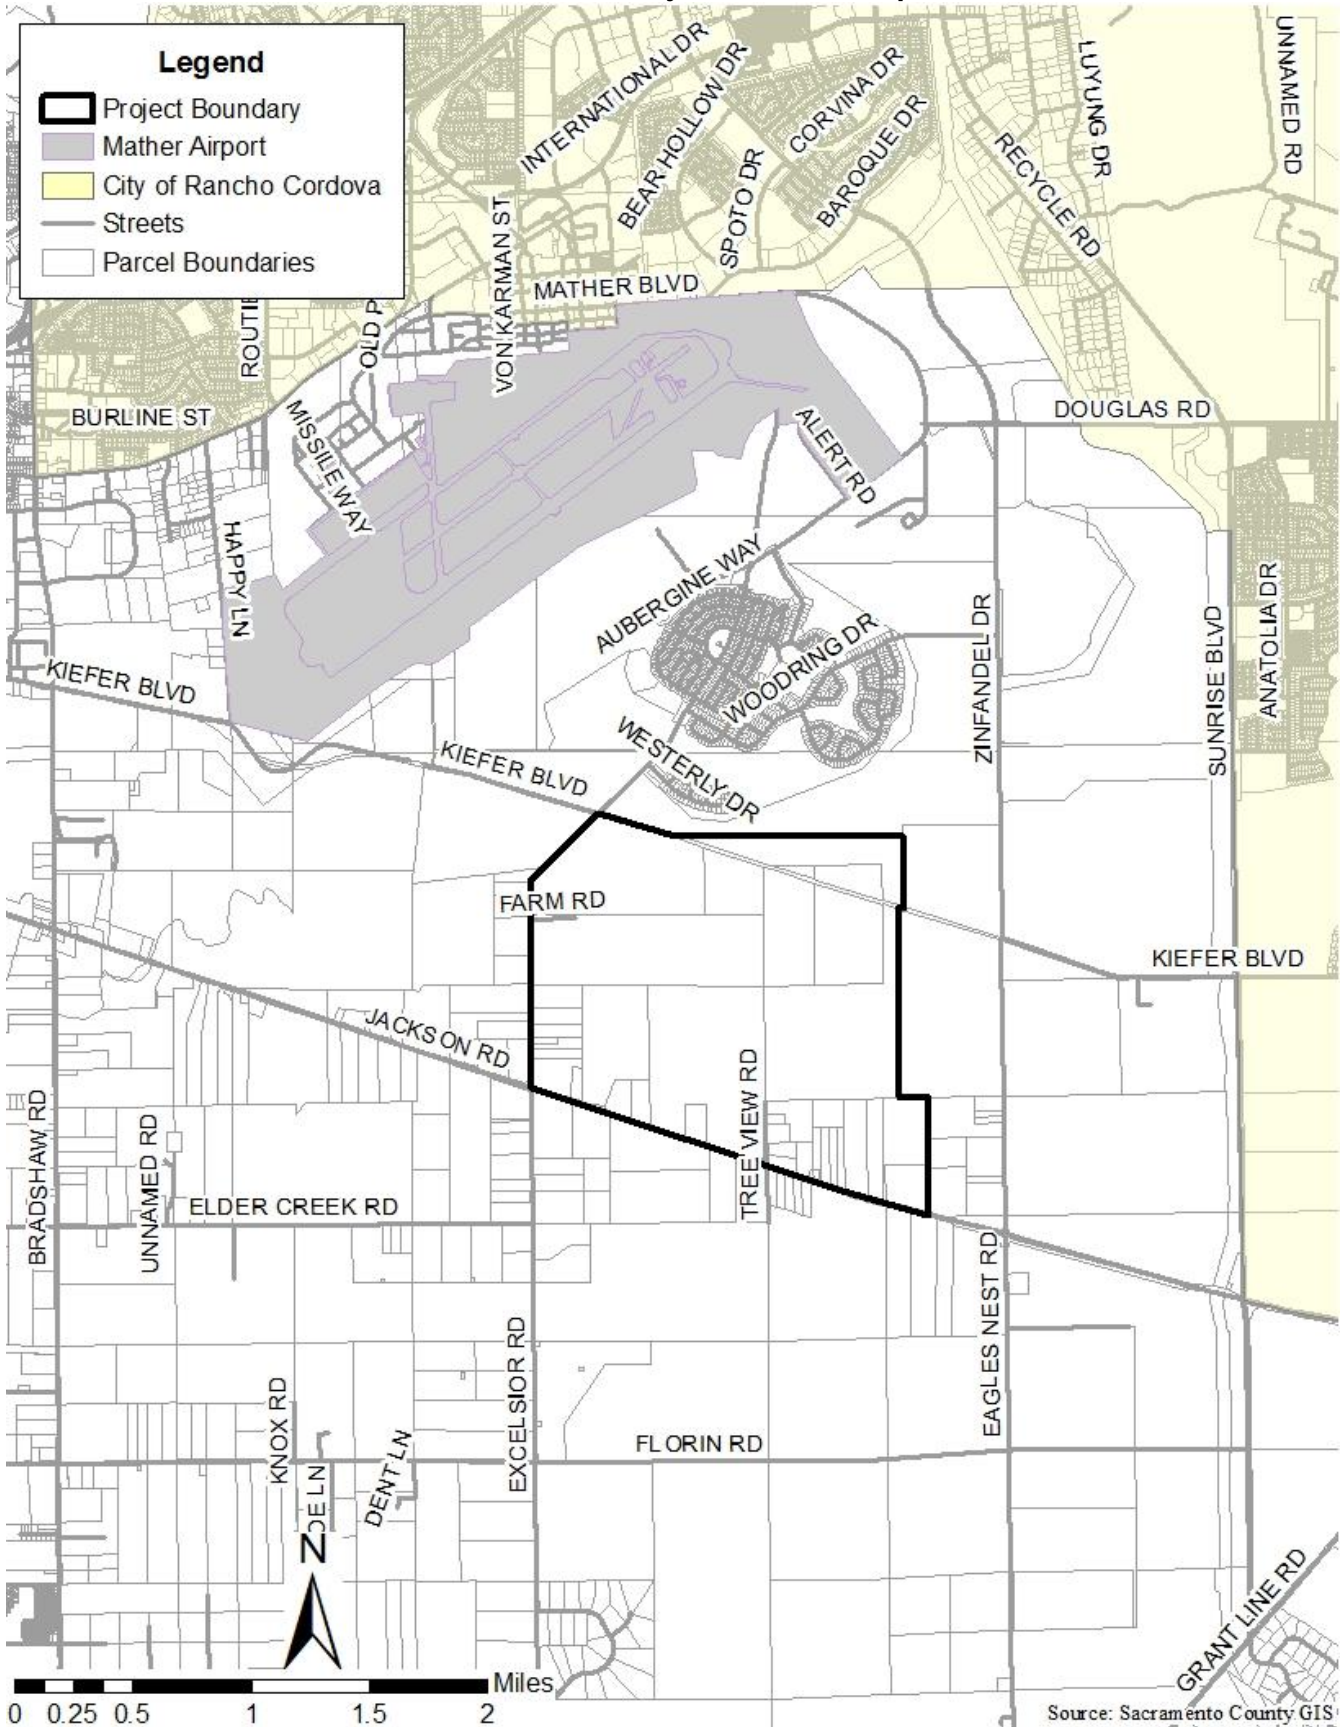 Legend
Project Boundary
Mather Airport
City of Rancho Cordova
Streets
Parcel Boundaries
INTERNATIONAL DR
BEAR HOLLOW DR
CORVINA DR
BAROQUE DR
SPOTO DR
LUYUNG DR
UNNAMED RD
RECYCLE RD
VON KARMAN ST
MATHER BLVD
ROUTIE
OLD P
BURLINE ST
MISSILE WAY
DOUGLAS RD
ALERT RD
HAPPY LN
AUBERGINE WAY
WOODRING DR
ZINFANDEL DR
SUNRISE BLVD
ANATOLIA DR
KIEFER BLVD
KIEFER BLVD
WESTERLY DR
FARM RD
KIEFER BLVD
JACKSON RD
TREE VIEW RD
BRADSHAW RD
UNNAMED RD
ELDER CREEK RD
EAGLES NEST RD
EXCELSIOR RD
KNOX RD
FLORIN RD
DENT LN
OE LN
N
GRANT LINE RD
Miles
0 0.25 0.5 1 1.5 2
Source: Sacramento County GIS